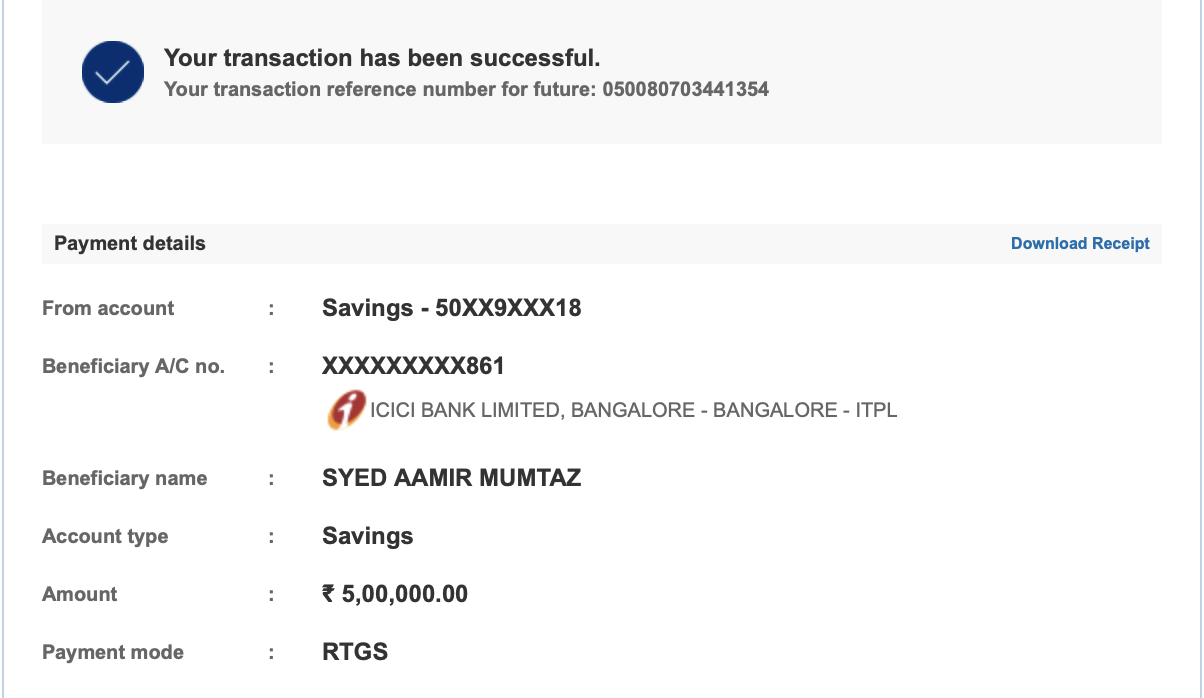 Your transaction has been successful.
Your transaction reference number for future: 050080703441354
Payment details Download Receipt
From account : Savings - 50XX9XXX18
Beneficiary A/C no. : XXXXXXXXX861
ICICI BANK LIMITED, BANGALORE - BANGALORE - ITPL
Beneficiary name : SYED AAMIR MUMTAZ
Account type : Savings
Amount : ₹ 5,00,000.00
Payment mode : RTGS